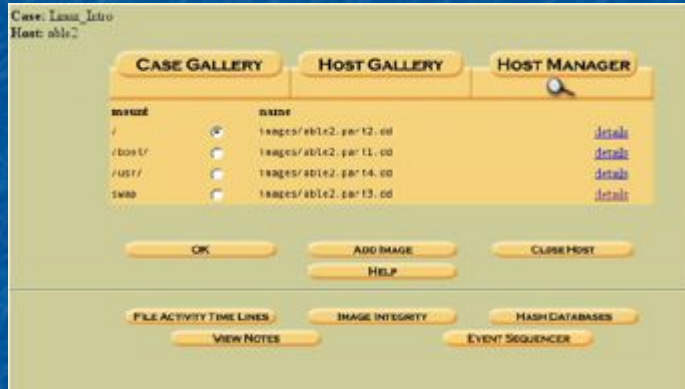 Case: Linux_Intro
Host: able2
CASE GALLERY HOST GALLERY HOST MANAGER
mount name
/ images/able2.part2.dd details
/boot/ images/able2.part1.dd details
/usr/ images/able2.part4.dd details
swap images/able2.part3.dd details
OK ADD IMAGE CLOSE HOST
HELP
FILE ACTIVITY TIME LINES IMAGE INTEGRITY HASH DATABASES
VIEW NOTES EVENT SEQUENCER